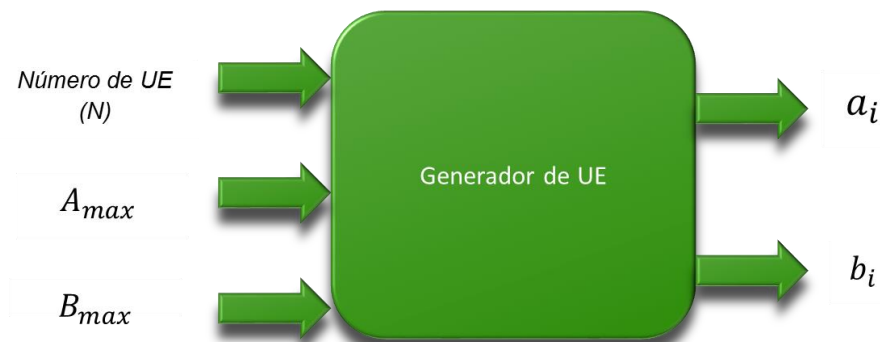 Número de UE
(N)
A_max
B_max
Generador de UE
a_i
b_i